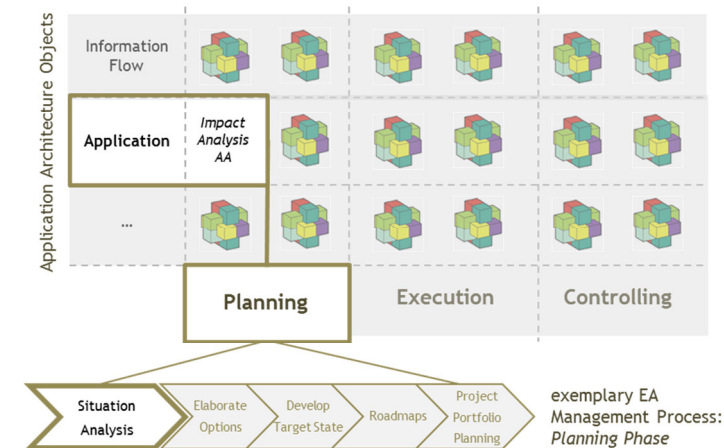 Application Architecture Objects
Information
Flow
Application
Impact
Analysis
AA
...
Planning
Execution
Controlling
Situation
Analysis
Elaborate
Options
Develop
Target State
Roadmaps
Project
Portfolio
Planning
exemplary EA
Management Process:
Planning Phase